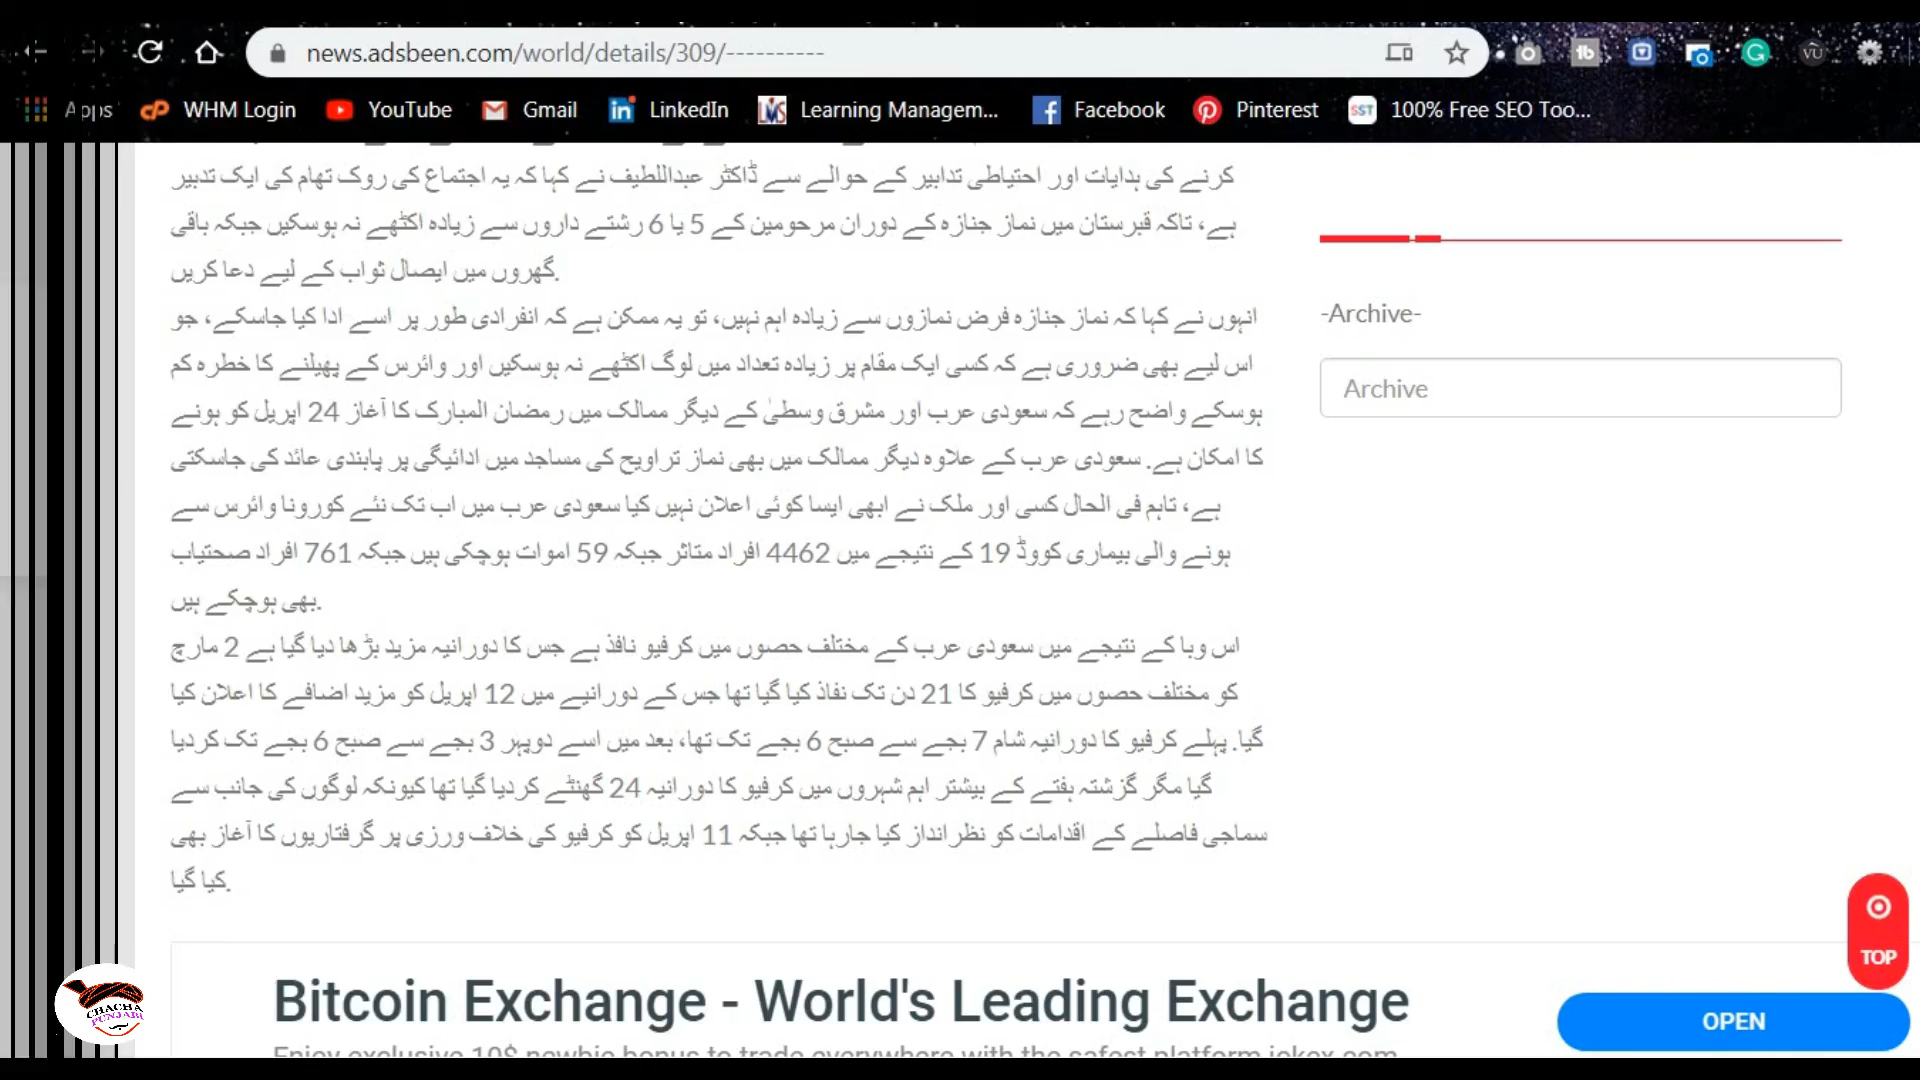 news.adsbeen.com/world/details/309/----------
Apps WHM Login YouTube Gmail LinkedIn Learning Managem... Facebook Pinterest 100% Free SEO Too...
کرنے کی ہدایات اور احتیاطی تدابیر کے حوالے سے ڈاکٹر عبداللطیف نے کہا کہ یہ اجتماع کی روک تھام کی ایک تدبیر
ہے، تاکہ قبرستان میں نماز جنازہ کے دوران مرحومین کے 5 یا 6 رشتے داروں سے زیادہ اکٹھے نہ ہوسکیں جبکہ باقی
گھروں میں ایصال ثواب کے لیے دعا کریں.
انہوں نے کہا کہ نماز جنازہ فرض نمازوں سے زیادہ اہم نہیں، تو یہ ممکن ہے کہ انفرادی طور پر اسے ادا کیا جاسکے، جو
اس لیے بھی ضروری ہے کہ کسی ایک مقام پر زیادہ تعداد میں لوگ اکٹھے نہ ہوسکیں اور وائرس کے پھیلنے کا خطرہ کم
ہوسکے واضح رہے کہ سعودی عرب اور مشرق وسطیٰ کے دیگر ممالک میں رمضان المبارک کا آغاز 24 اپریل کو ہونے
کا امکان ہے. سعودی عرب کے علاوہ دیگر ممالک میں بھی نماز تراویح کی مساجد میں ادائیگی پر پابندی عائد کی جاسکتی
ہے، تاہم فی الحال کسی اور ملک نے ابھی ایسا کوئی اعلان نہیں کیا سعودی عرب میں اب تک نئے کورونا وائرس سے
ہونے والی بیماری کووڈ 19 کے نتیجے میں 4462 افراد متاثر جبکہ 59 اموات ہوچکی ہیں جبکہ 761 افراد صحتیاب
بھی ہوچکے ہیں.
اس وبا کے نتیجے میں سعودی عرب کے مختلف حصوں میں کرفیو نافذ ہے جس کا دورانیہ مزید بڑھا دیا گیا ہے 2 مارچ
کو مختلف حصوں میں کرفیو کا 21 دن تک نفاذ کیا گیا تھا جس کے دورانیے میں 12 اپریل کو مزید اضافے کا اعلان کیا
گیا. پہلے کرفیو کا دورانیہ شام 7 بجے سے صبح 6 بجے تک تھا، بعد میں اسے دوپہر 3 بجے سے صبح 6 بجے تک کردیا
گیا مگر گزشتہ ہفتے کے بیشتر اہم شہروں میں کرفیو کا دورانیہ 24 گھنٹے کردیا گیا تھا کیونکہ لوگوں کی جانب سے
سماجی فاصلے کے اقدامات کو نظرانداز کیا جارہا تھا جبکہ 11 اپریل کو کرفیو کی خلاف ورزی پر گرفتاریوں کا آغاز بھی
کیا گیا.
-Archive-
Archive
TOP
Bitcoin Exchange - World's Leading Exchange
Enjoy exclusive 10$ newbie bonus to trade everywhere with the safest platform
OPEN
CHACHA
PUNJABI